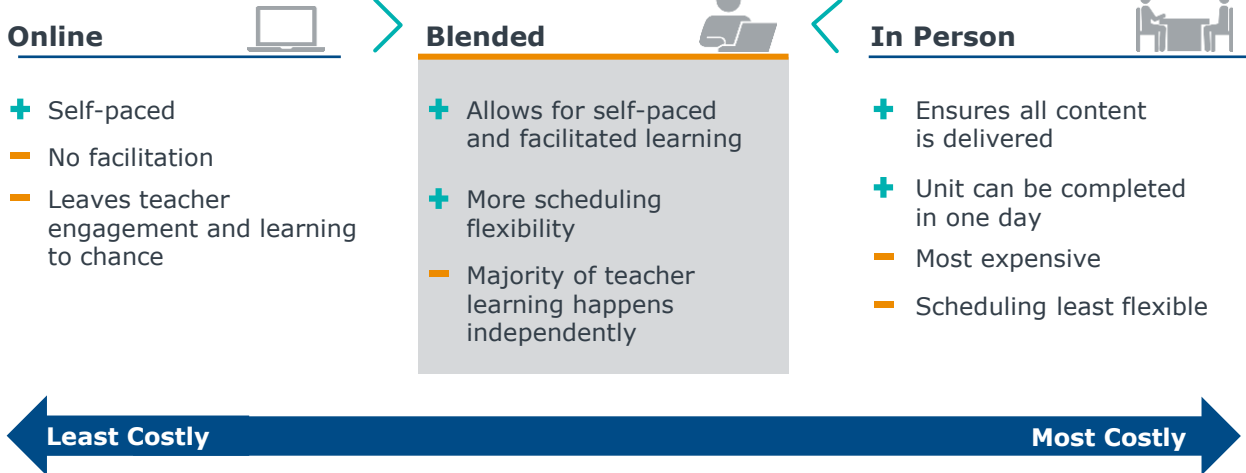 Online
+ Self-paced
− No facilitation
− Leaves teacher
engagement and learning
to chance
Blended
+ Allows for self-paced
and facilitated learning
+ More scheduling
flexibility
− Majority of teacher
learning happens
independently
In Person
+ Ensures all content
is delivered
+ Unit can be completed
in one day
− Most expensive
− Scheduling least flexible
Least Costly
Most Costly